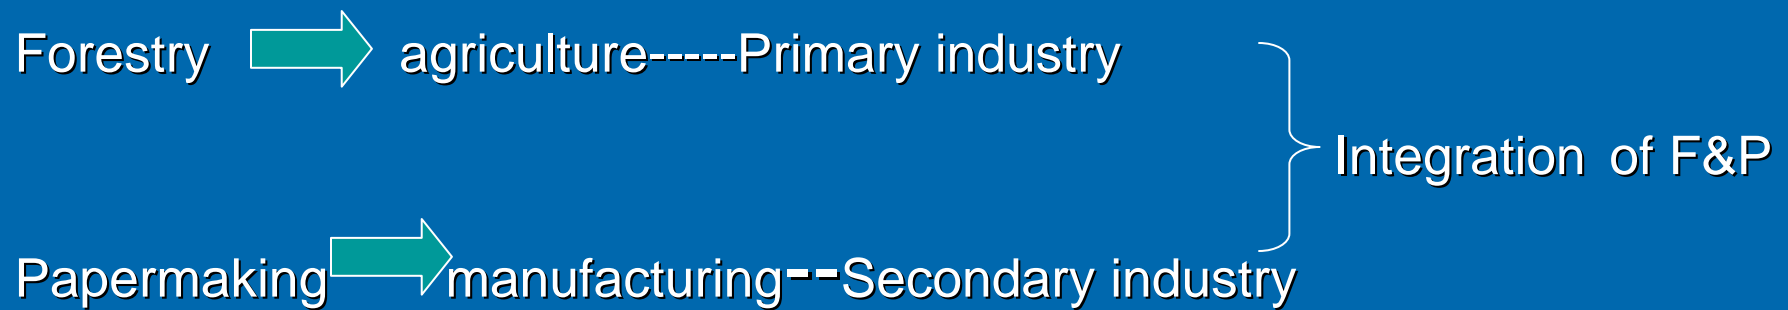 Forestry agriculture-----Primary industry
Integration of F&P
Papermaking manufacturing--Secondary industry